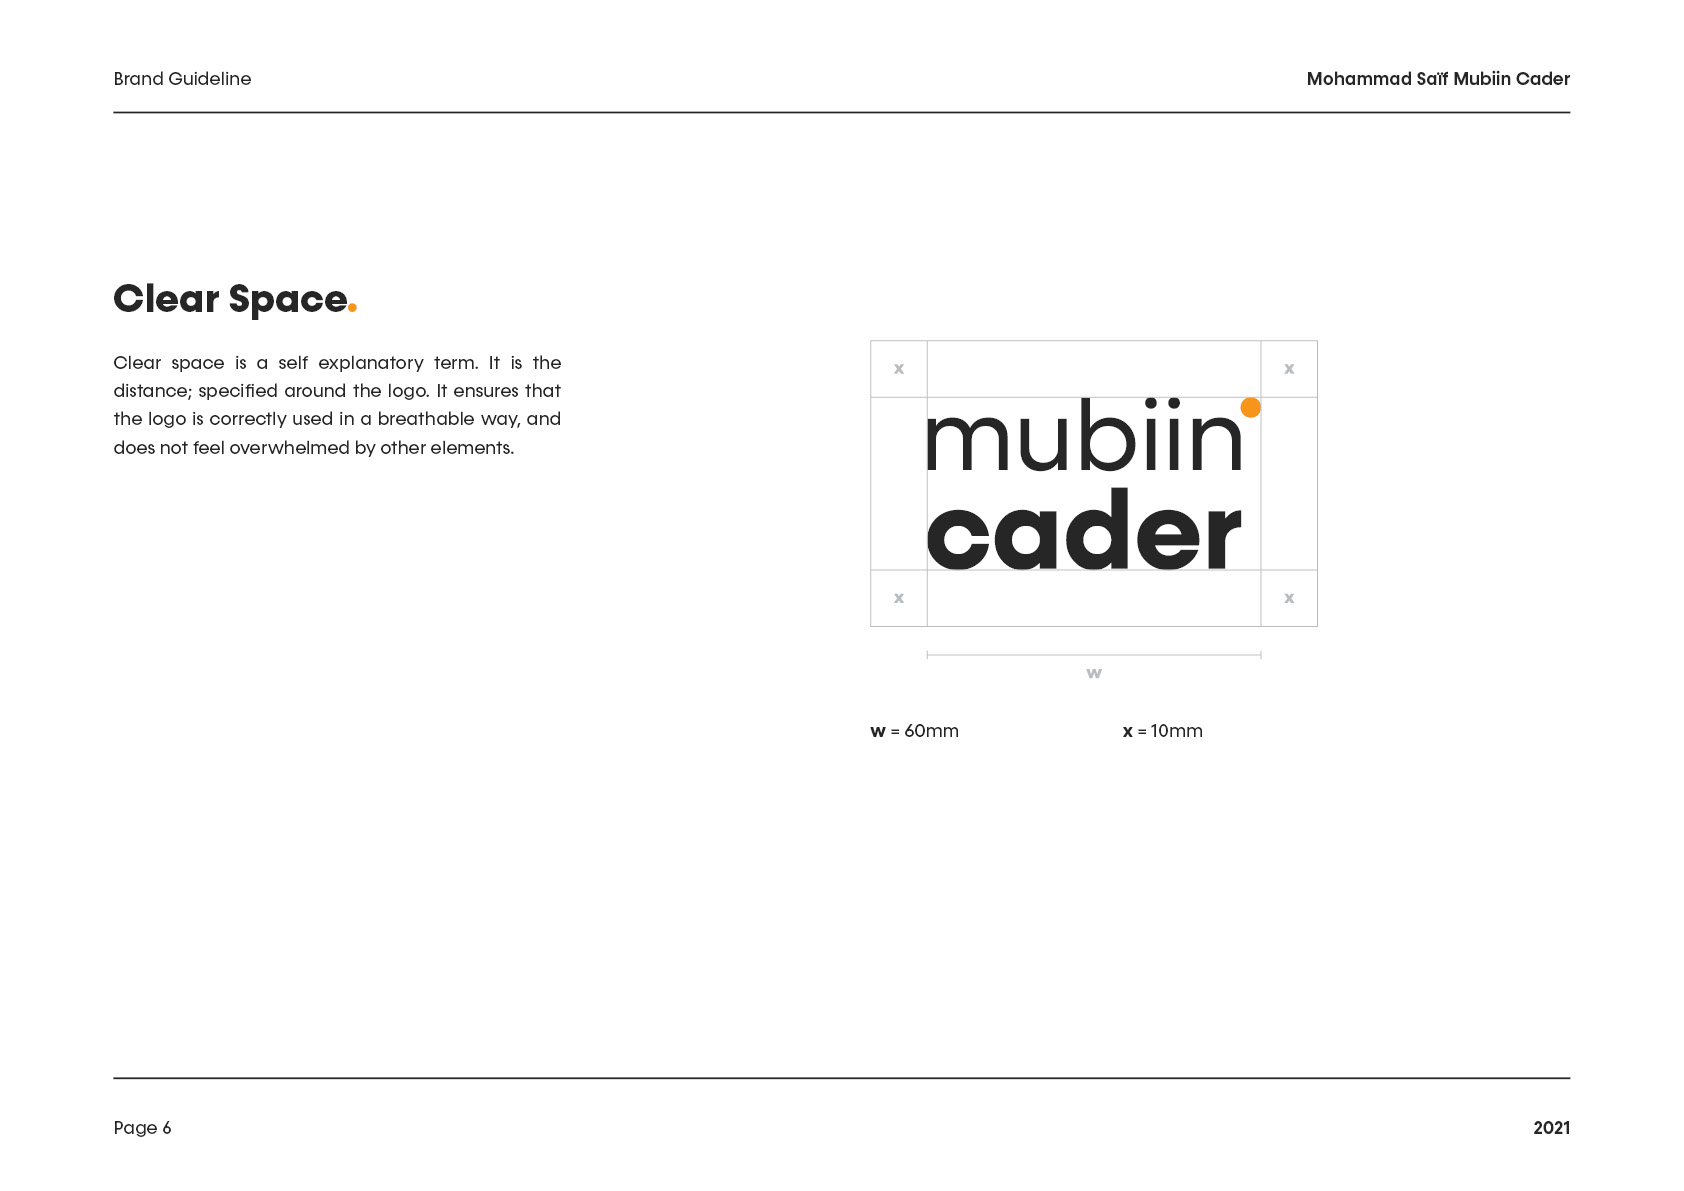 Brand Guideline
Mohammad Saïf Mubiin Cader
Clear Space.
Clear space is a self explanatory term. It is the
distance; specified around the logo. It ensures that
the logo is correctly used in a breathable way, and
does not feel overwhelmed by other elements.
x
x
mubiin
cader
x
x
w
w = 60mm
x = 10mm
Page 6
2021